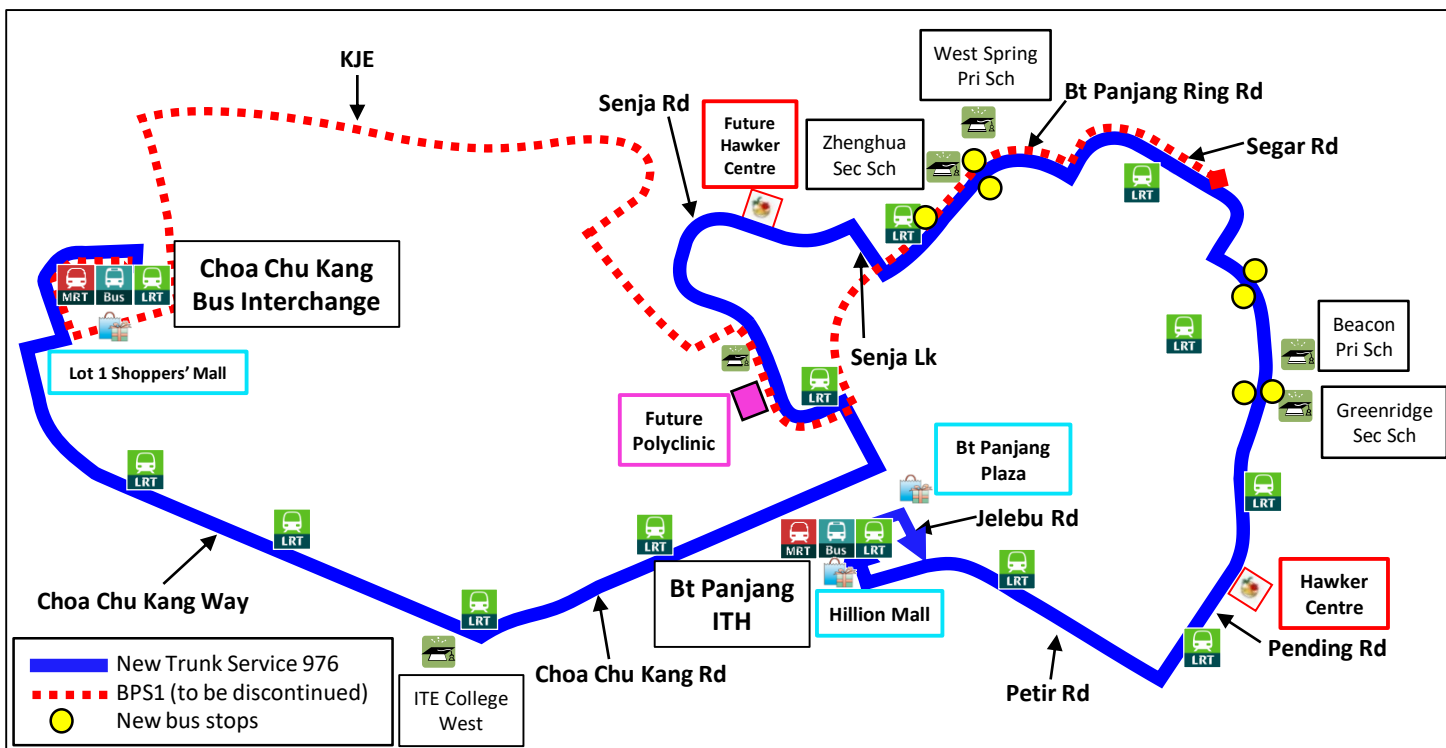 KJE
West Spring
Pri Sch
Bt Panjang Ring Rd
Senja Rd
Future
Hawker
Centre
Zhenghua
Sec Sch
Segar Rd
LRT
LRT
Choa Chu Kang
Bus Interchange
MRT
Bus
LRT
Lot 1 Shoppers’ Mall
Senja Lk
LRT
Beacon
Pri Sch
Future
Polyclinic
LRT
Greenridge
Sec Sch
Bt Panjang
Plaza
LRT
LRT
LRT
LRT
Jelebu Rd
MRT
Bus
LRT
Bt Panjang
ITH
Hillion Mall
LRT
Hawker
Centre
Choa Chu Kang Way
LRT
LRT
Pending Rd
Choa Chu Kang Rd
Petir Rd
ITE College
West
New Trunk Service 976
BPS1 (to be discontinued)
New bus stops